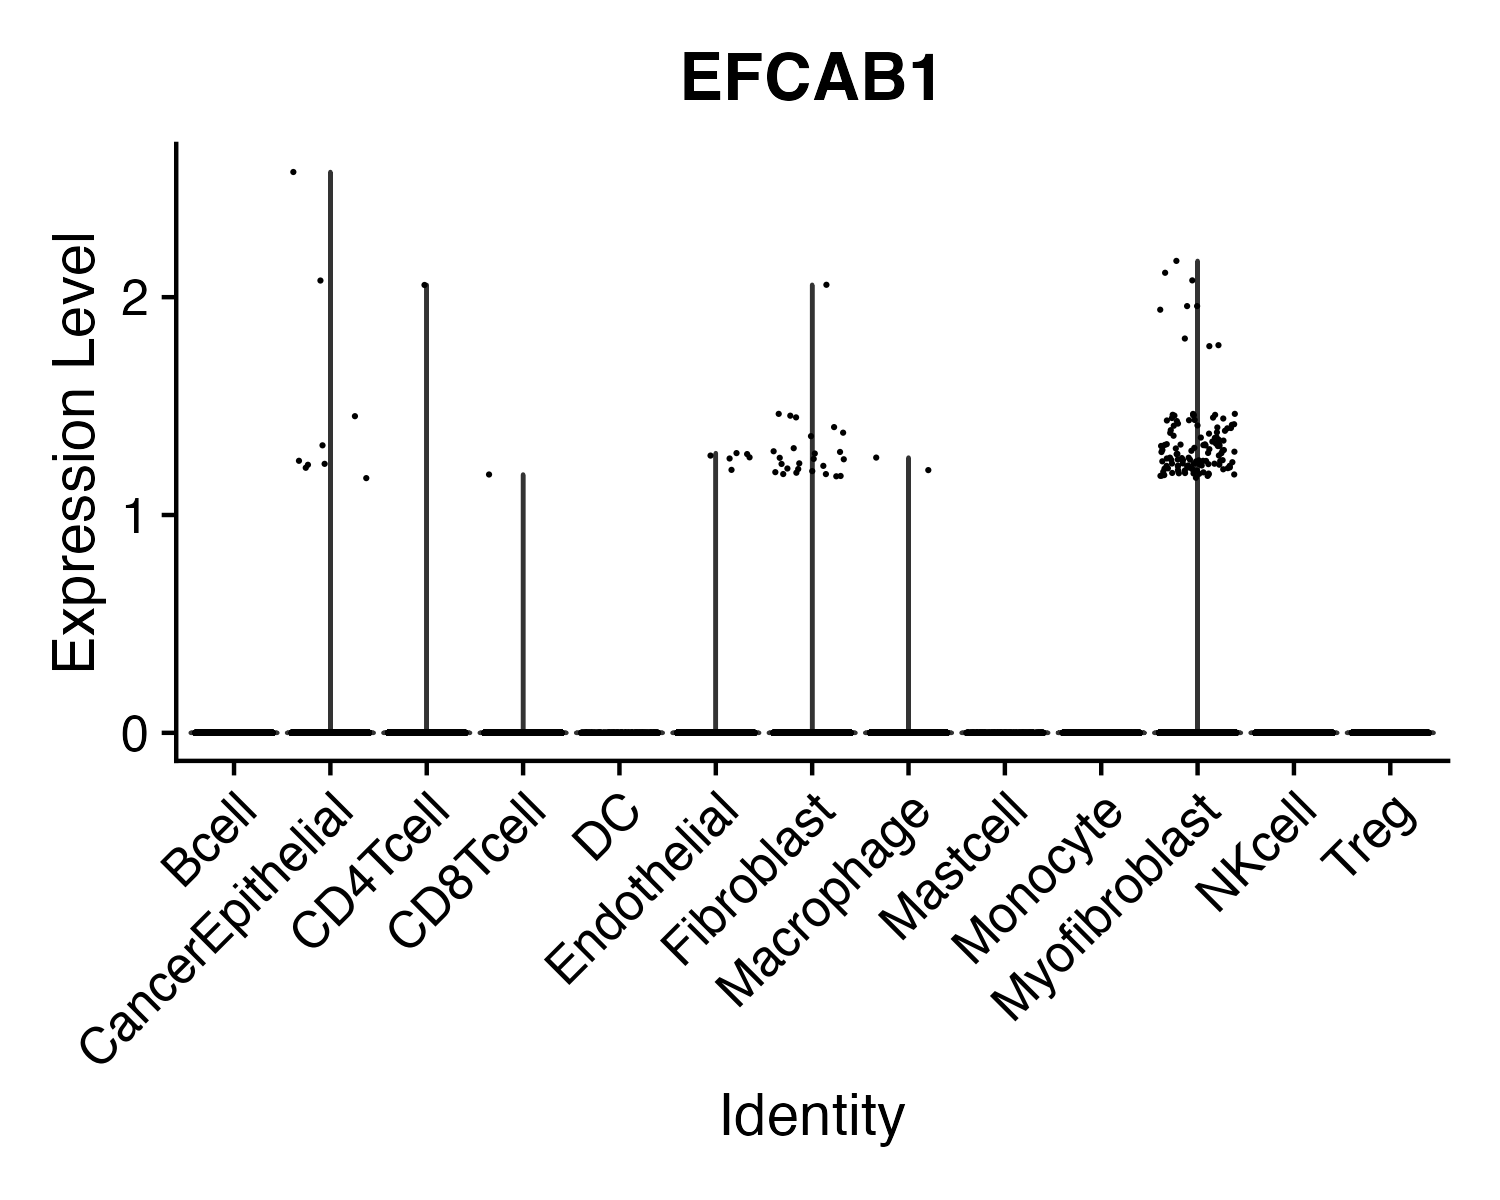 EFCAB1
Expression Level
2
1
0
Bcell
CancerEpithelial
CD4Tcell
CD8Tcell
DC
Endothelial
Fibroblast
Macrophage
Mastcell
Monocyte
Myofibroblast
NKcell
Treg
Identity